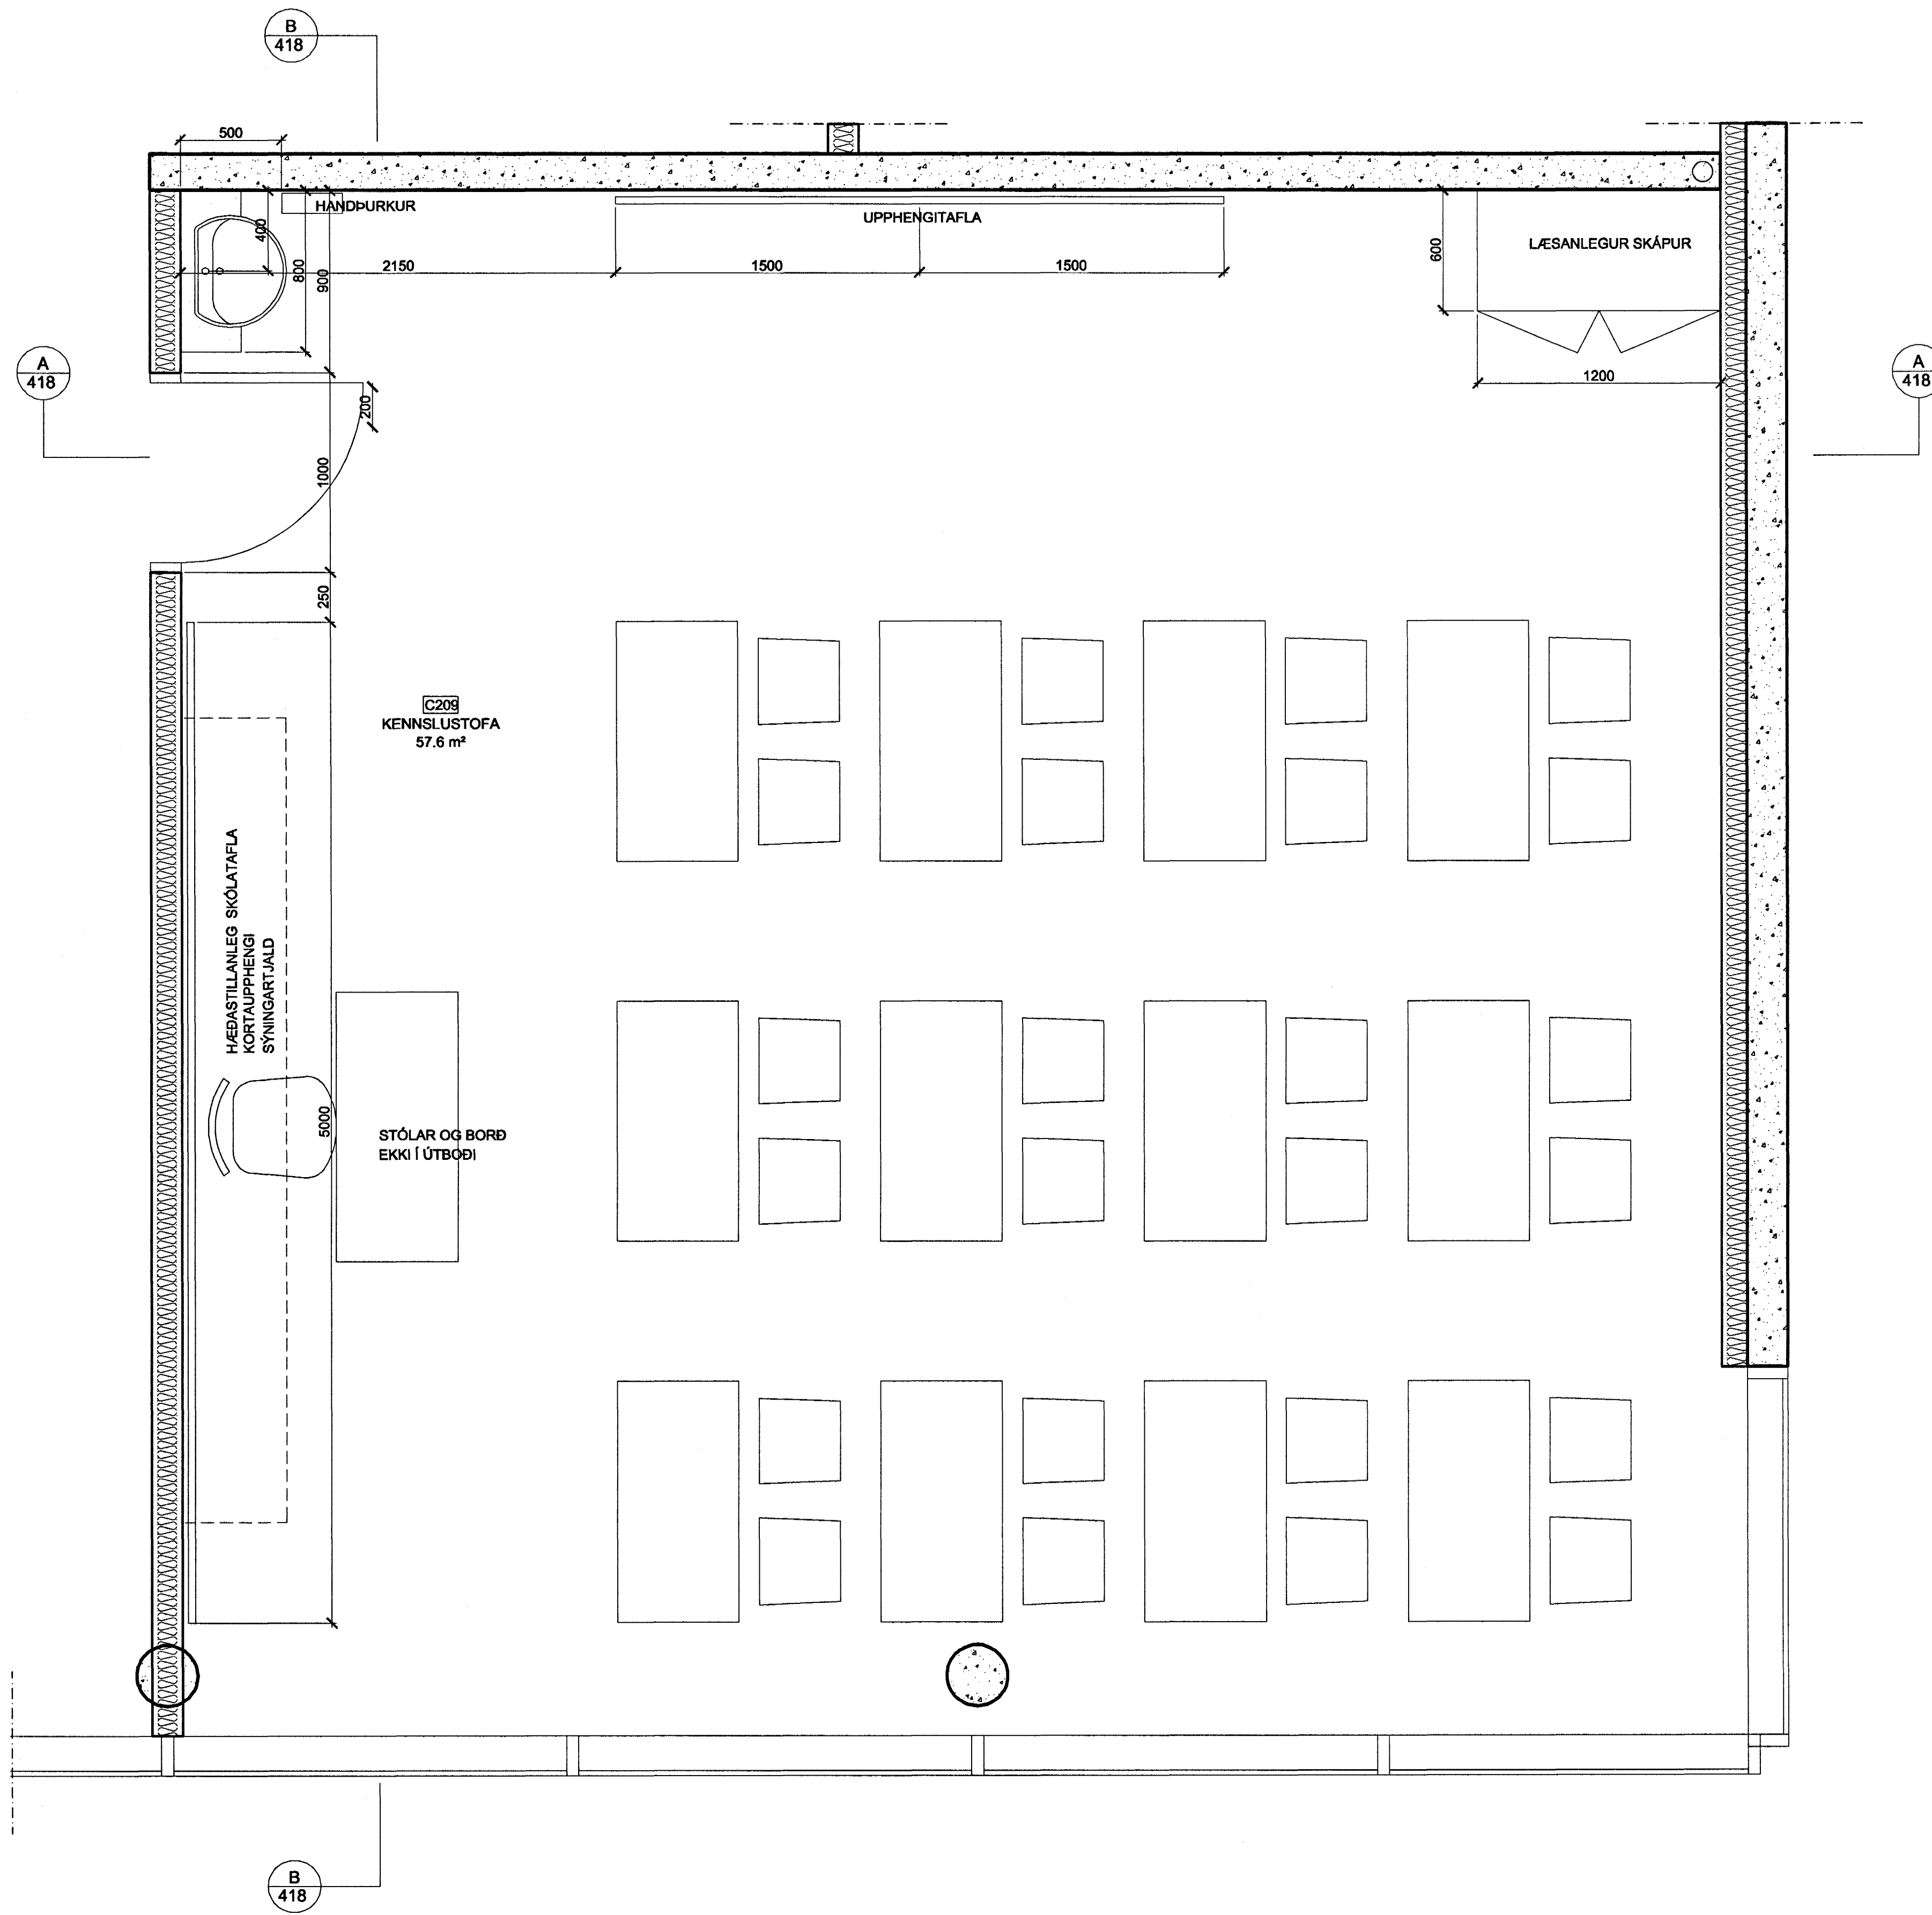 B
418
500
HANDÞURKUR
UPPHENGITAFLA
LÆSANLEGUR SKÁPUR
400
800
900
2150
1500
1500
600
1200
A
418
A
418
200
1000
250
C209
KENNSLUSTOFA
57.6 m²
HÆÐASTILLANLEG SKÓLATAFLA
KORTAUPPHENGI
SÝNINGARTJALD
5000
STÓLAR OG BORÐ
EKKI Í ÚTBOÐI
B
418